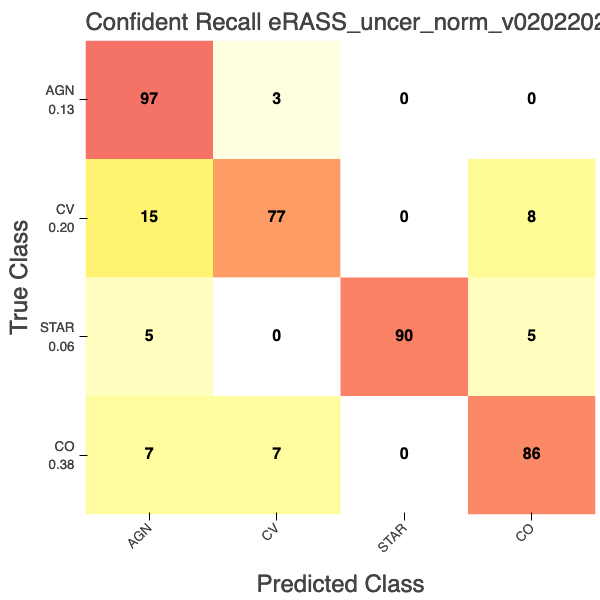 Confident Recall eRASS_uncer_norm_v0202202
AGN
0.13
97 3 0 0
CV
0.20
15 77 0 8
STAR
0.06
5 0 90 5
CO
0.38
7 7 0 86
True Class
AGN CV STAR CO
Predicted Class